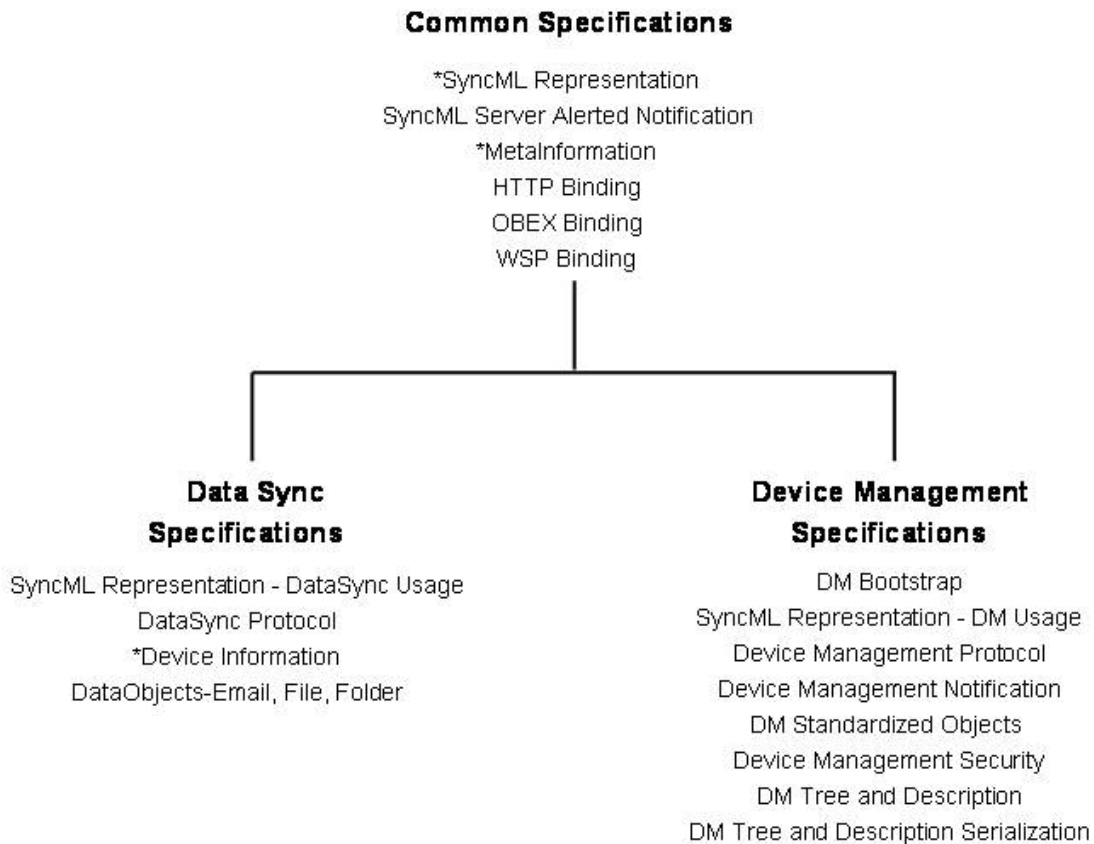 Common Specifications
*SyncML Representation
SyncML Server Alerted Notification
*MetaInformation
HTTP Binding
OBEX Binding
WSP Binding
Data Sync
Specifications
SyncML Representation - DataSync Usage
DataSync Protocol
*Device Information
DataObjects-Email, File, Folder
Device Management
Specifications
DM Bootstrap
SyncML Representation - DM Usage
Device Management Protocol
Device Management Notification
DM Standardized Objects
Device Management Security
DM Tree and Description
DM Tree and Description Serialization